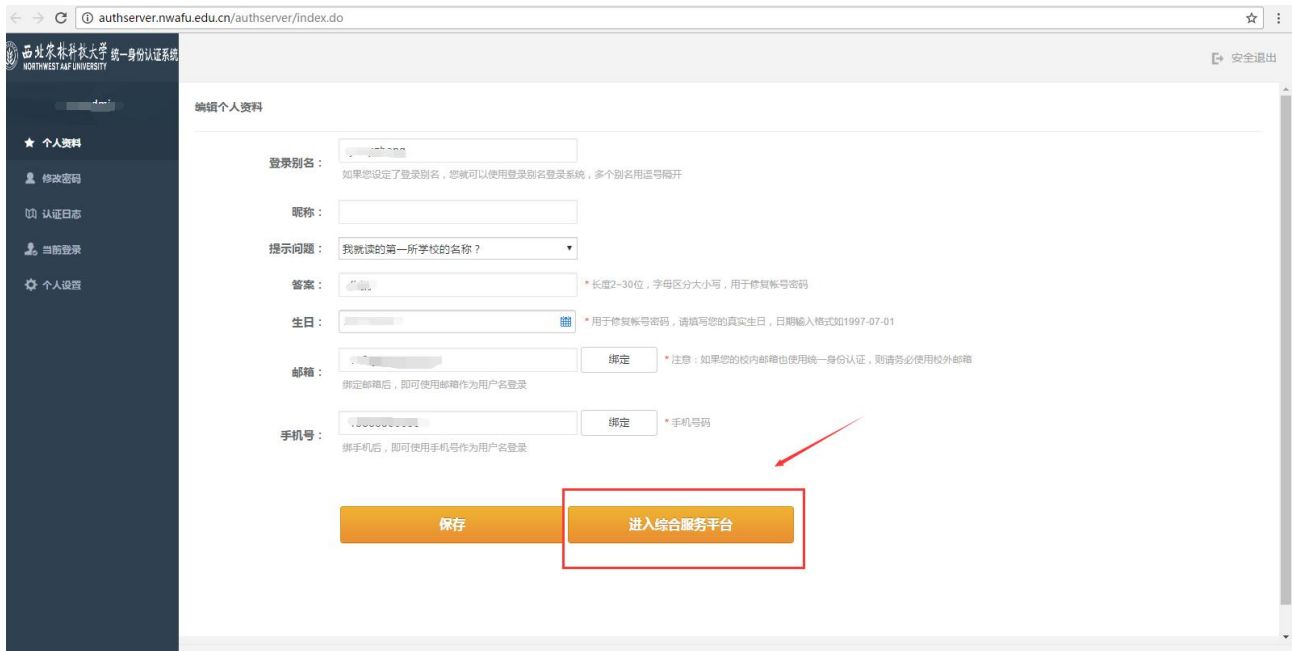 authserver.nwafu.edu.cn/authserver/index.do
西北农林科技大学 统一身份认证系统
NORTHWEST A&F UNIVERSITY
安全退出
编辑个人资料
个人资料
修改密码
认证日志
当前登录
个人设置
登录别名：
如果您设定了登录别名，您就可以使用登录别名登录系统，多个别名用逗号隔开
昵称：
提示问题：
我就读的第一所学校的名称？
答案：
* 长度2~30位，字母区分大小写，用于修复帐号密码
生日：
* 用于修复帐号密码，请填写您的真实生日，日期输入格式如1997-07-01
邮箱：
绑定
* 注意：如果您的校内邮箱也使用统一身份认证，则请务必使用校外邮箱
绑定邮箱后，即可使用邮箱作为用户名登录
手机号：
绑定
* 手机号码
绑手机后，即可使用手机号作为用户名登录
保存
进入综合服务平台